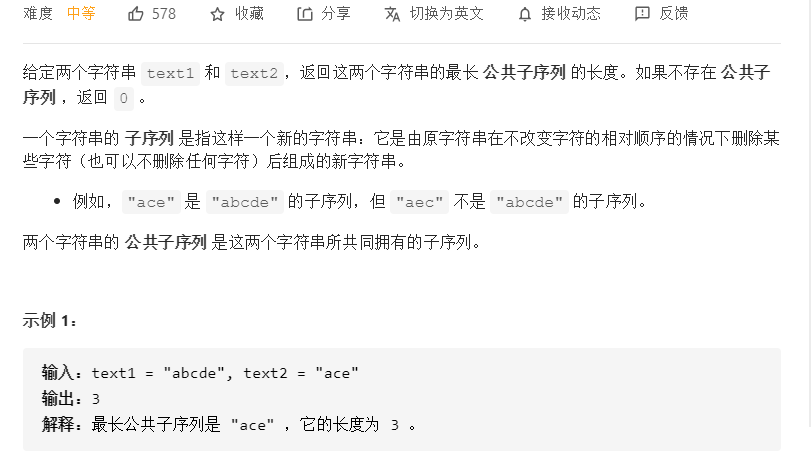 难度 中等 578 收藏 分享 切换为英文 接收动态 反馈
给定两个字符串 text1 和 text2，返回这两个字符串的最长 公共子序列 的长度。如果不存在 公共子
序列 ，返回 0 。
一个字符串的 子序列 是指这样一个新的字符串：它是由原字符串在不改变字符的相对顺序的情况下删除某
些字符（也可以不删除任何字符）后组成的新字符串。
• 例如，"ace" 是 "abcde" 的子序列，但 "aec" 不是 "abcde" 的子序列。
两个字符串的 公共子序列 是这两个字符串所共同拥有的子序列。
示例 1：
输入：text1 = "abcde", text2 = "ace"
输出：3
解释：最长公共子序列是 "ace" ，它的长度为 3 。